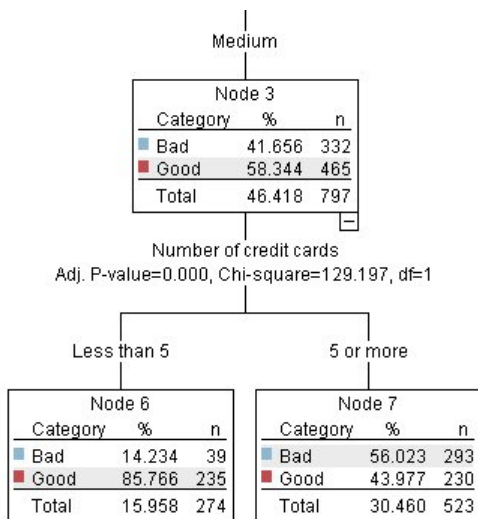 Medium
Node 3
Category % n
Bad 41.656 332
Good 58.344 465
Total 46.418 797
Number of credit cards
Adj. P-value=0.000, Chi-square=129.197, df=1
Less than 5
5 or more
Node 6
Category % n
Bad 14.234 39
Good 85.766 235
Total 15.958 274
Node 7
Category % n
Bad 56.023 293
Good 43.977 230
Total 30.460 523